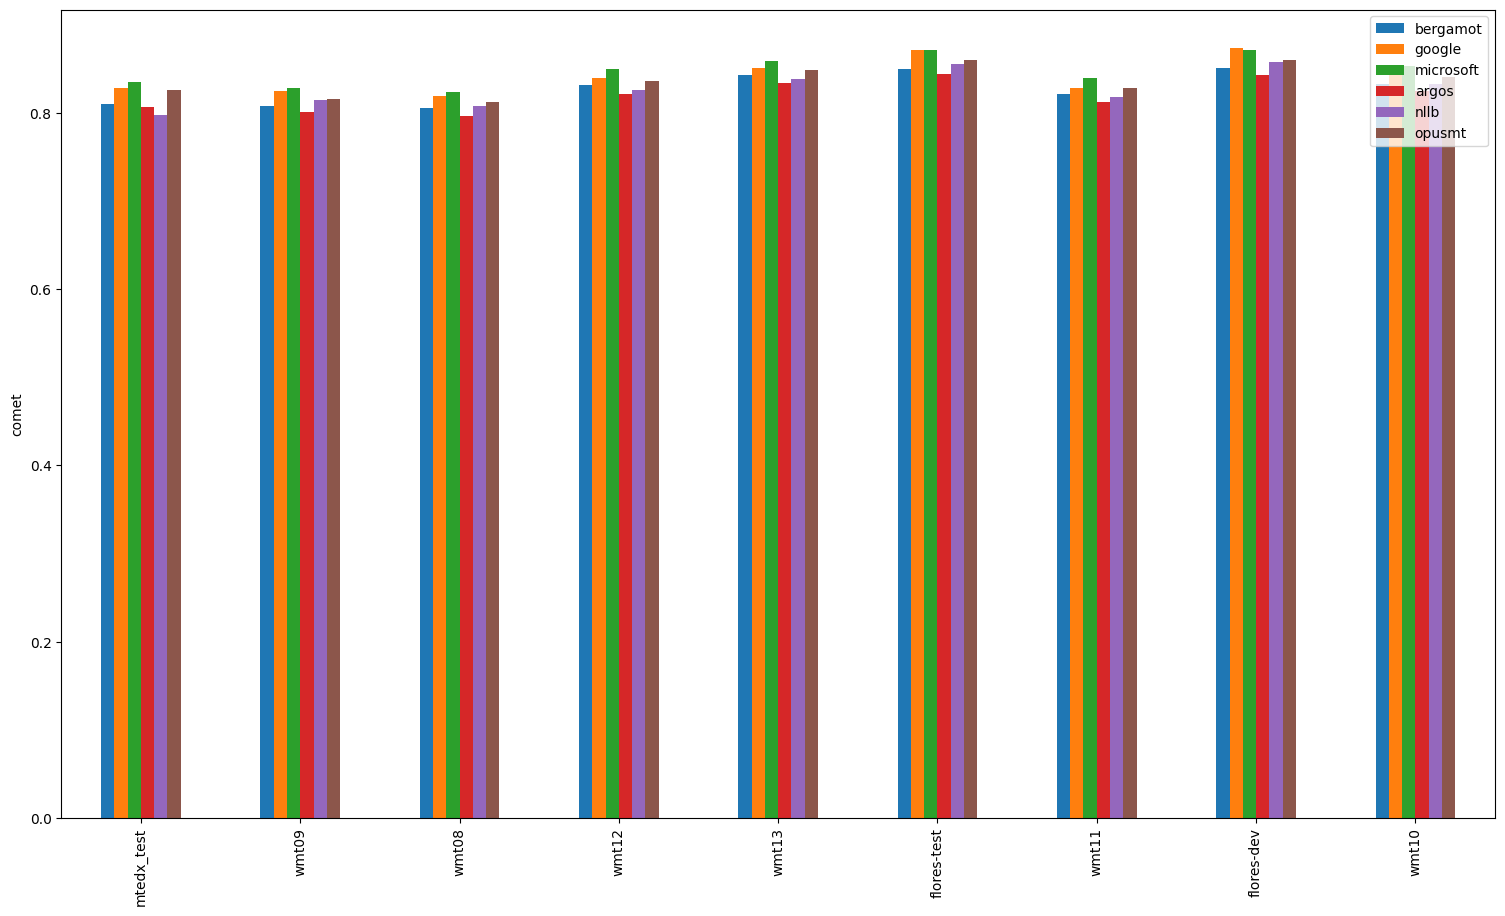 bergamot
google
microsoft
argos
nllb
opusmt
0.8
0.6
0.4
0.2
0.0
comet
mtedx_test
wmt09
wmt08
wmt12
wmt13
flores-test
wmt11
flores-dev
wmt10